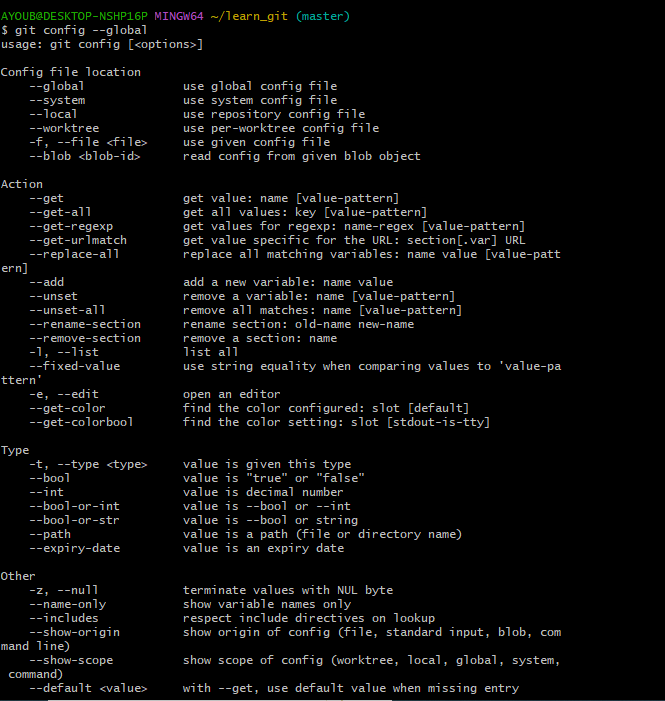 AYOUB@DESKTOP-NSHP16P MINGW64 ~/learn_git (master)
$ git config --global
usage: git config [<options>]

Config file location
    --global              use global config file
    --system              use system config file
    --local               use repository config file
    --worktree            use per-worktree config file
    -f, --file <file>     use given config file
    --blob <blob-id>      read config from given blob object

Action
    --get                 get value: name [value-pattern]
    --get-all             get all values: key [value-pattern]
    --get-regexp          get values for regexp: name-regex [value-pattern]
    --get-urlmatch        get value specific for the URL: section[.var] URL
    --replace-all         replace all matching variables: name value [value-patt
ern]
    --add                 add a new variable: name value
    --unset               remove a variable: name [value-pattern]
    --unset-all           remove all matches: name [value-pattern]
    --rename-section      rename section: old-name new-name
    --remove-section      remove a section: name
    -l, --list            list all
    --fixed-value         use string equality when comparing values to 'value-pa
ttern'
    -e, --edit            open an editor
    --get-color           find the color configured: slot [default]
    --get-colorbool       find the color setting: slot [stdout-is-tty]

Type
    -t, --type <type>     value is given this type
    --bool                value is "true" or "false"
    --int                 value is decimal number
    --bool-or-int         value is --bool or --int
    --bool-or-str         value is --bool or string
    --path                value is a path (file or directory name)
    --expiry-date         value is an expiry date

Other
    -z, --null            terminate values with NUL byte
    --name-only           show variable names only
    --includes            respect include directives on lookup
    --show-origin         show origin of config (file, standard input, blob, com
mand line)
    --show-scope          show scope of config (worktree, local, global, system,
 command)
    --default <value>     with --get, use default value when missing entry